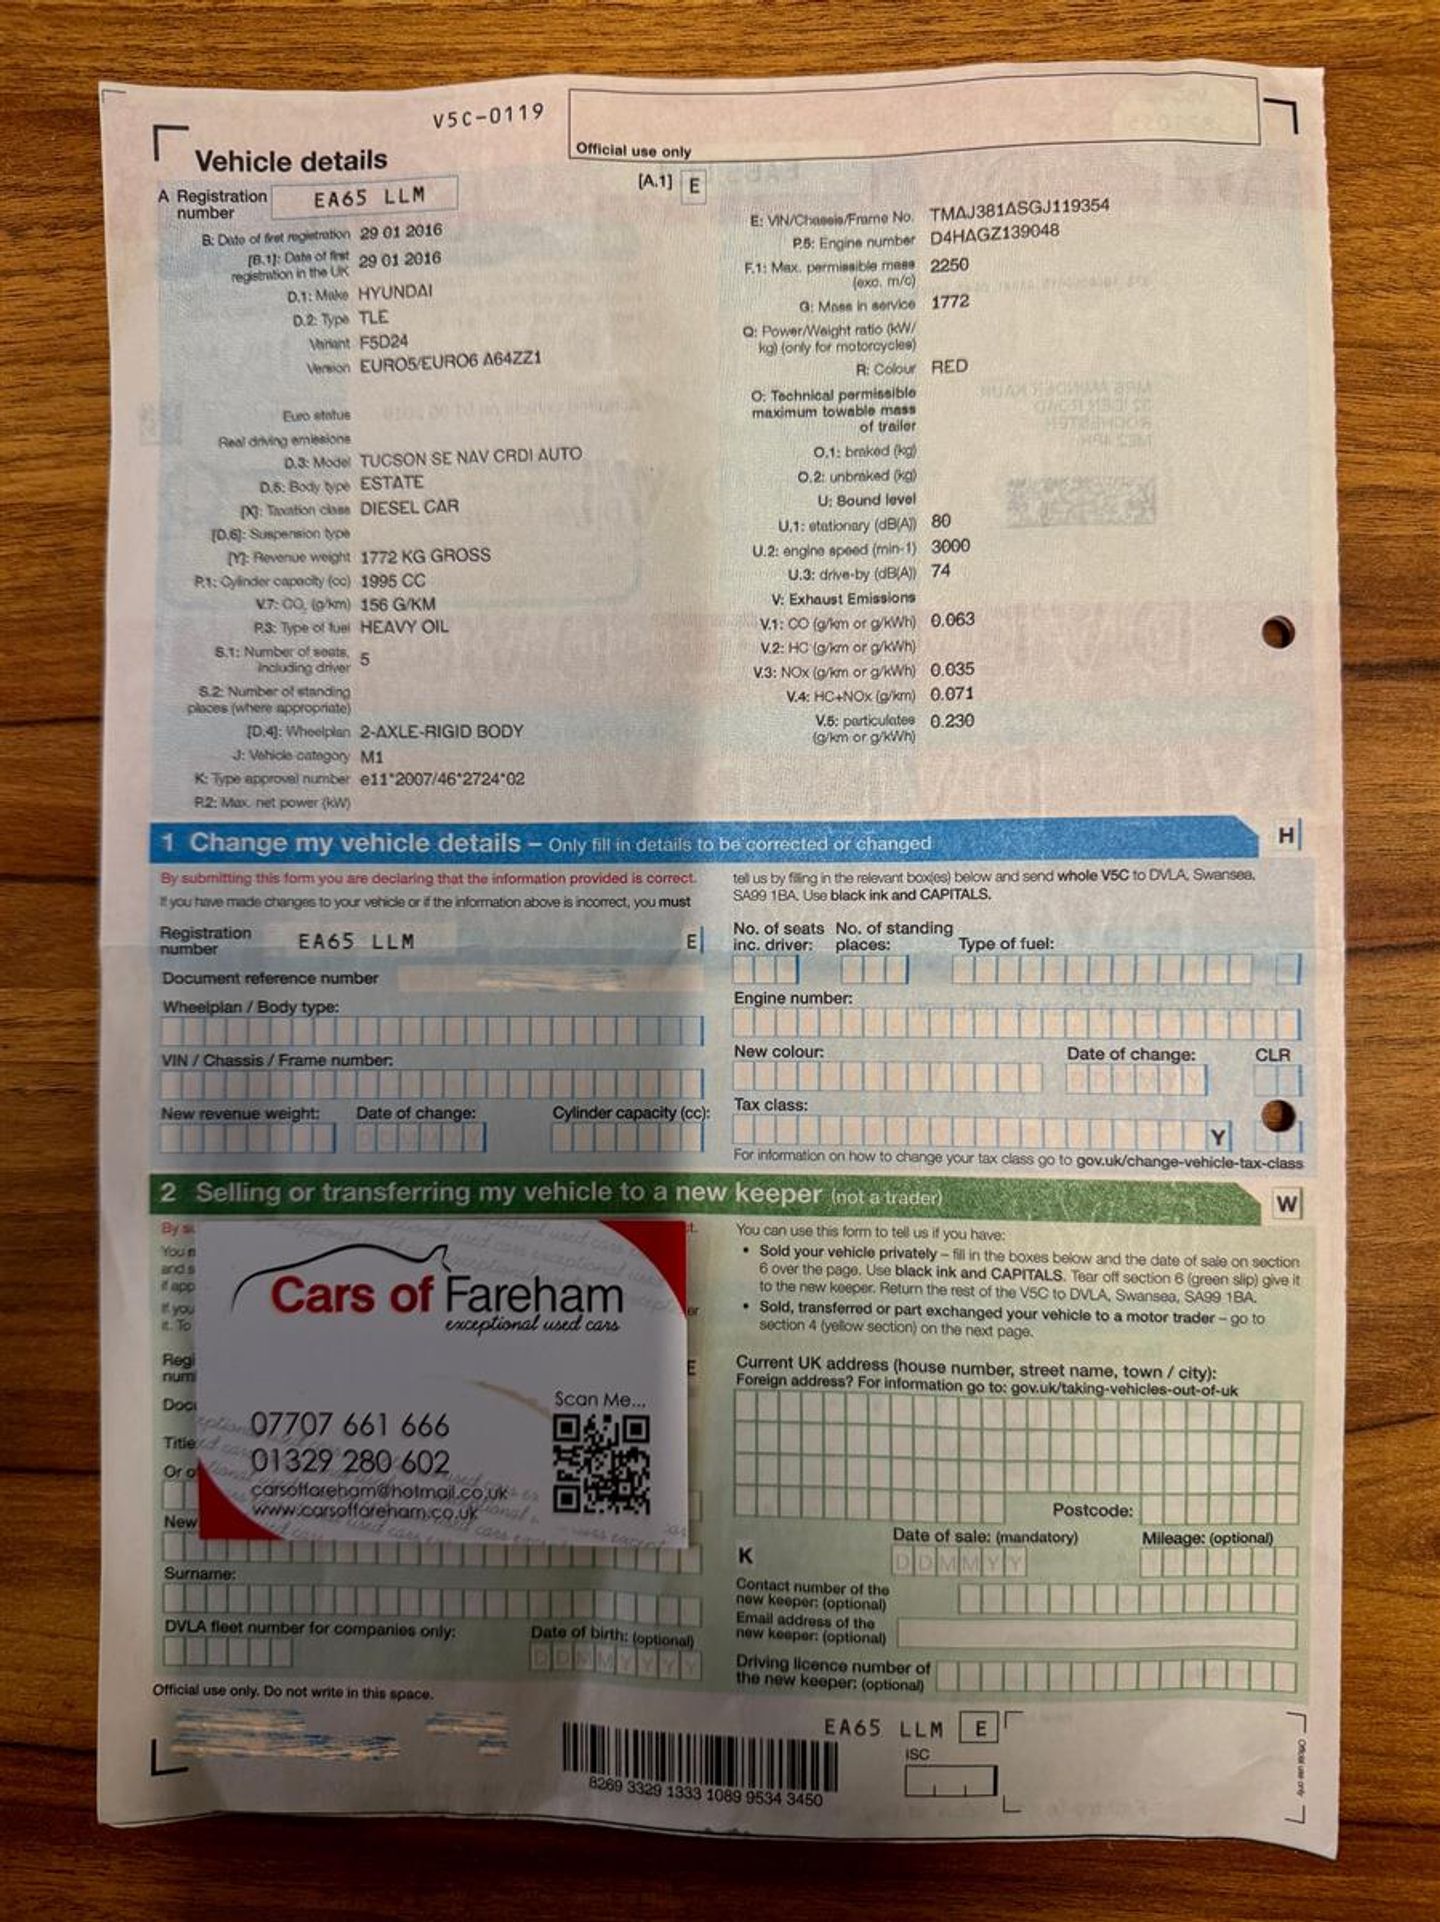 V5C-0119
Official use only
Vehicle details
[A.1] E
A Registration number EA65 LLM
B: Date of first registration 29 01 2016
[B.1]: Date of first registration in the UK 29 01 2016
D.1: Make HYUNDAI
D.2: Type TLE
Variant F5D24
Version EURO5/EURO6 A64ZZ1
Euro status
Real driving emissions
D.3: Model TUCSON SE NAV CRDI AUTO
D.5: Body type ESTATE
[X]: Taxation class DIESEL CAR
[D.6]: Suspension type
[Y]: Revenue weight 1772 KG GROSS
P.1: Cylinder capacity (cc) 1995 CC
V.7: CO₂ (g/km) 156 G/KM
P.3: Type of fuel HEAVY OIL
S.1: Number of seats, including driver 5
S.2: Number of standing places (where appropriate)
[D.4]: Wheelplan 2-AXLE-RIGID BODY
J: Vehicle category M1
K: Type approval number e11*2007/46*2724*02
P.2: Max. net power (kW)
E: VIN/Chassis/Frame No. TMAJ381ASGJ119354
P.5: Engine number D4HAGZ139048
F.1: Max. permissible mass (exc. m/c) 2250
G: Mass in service 1772
Q: Power/Weight ratio (kW/kg) (only for motorcycles)
R: Colour RED
O: Technical permissible maximum towable mass of trailer
O.1: braked (kg)
O.2: unbraked (kg)
U: Sound level
U.1: stationary (dB(A)) 80
U.2: engine speed (min-1) 3000
U.3: drive-by (dB(A)) 74
V: Exhaust Emissions
V.1: CO (g/km or g/kWh) 0.063
V.2: HC (g/km or g/kWh)
V.3: NOx (g/km or g/kWh) 0.035
V.4: HC+NOx (g/km) 0.071
V.5: particulates (g/km or g/kWh) 0.230
1 Change my vehicle details – Only fill in details to be corrected or changed H
By submitting this form you are declaring that the information provided is correct.
If you have made changes to your vehicle or if the information above is incorrect, you must
tell us by filing in the relevant box(es) below and send whole V5C to DVLA, Swansea,
SA99 1BA. Use black ink and CAPITALS.
Registration number EA65 LLM E
Document reference number
Wheelplan / Body type:
VIN / Chassis / Frame number:
New revenue weight: Date of change: Cylinder capacity (cc):
DDMMYY
No. of seats inc. driver: No. of standing places: Type of fuel:
Engine number:
New colour: Date of change: CLR
DDMMYY
Tax class:
Y
For information on how to change your tax class go to gov.uk/change-vehicle-tax-class
2 Selling or transferring my vehicle to a new keeper (not a trader) W
Cars of Fareham
exceptional used cars
Scan Me...
07707 661 666
01329 280 602
carsoffareham@hotmail.co.uk
www.carsoffareham.co.uk
Surname:
DVLA fleet number for companies only: Date of birth: (optional)
DDMMYYYY
Official use only. Do not write in this space.
You can use this form to tell us if you have:
• Sold your vehicle privately – fill in the boxes below and the date of sale on section
6 over the page. Use black ink and CAPITALS. Tear off section 6 (green slip) give it
to the new keeper. Return the rest of the V5C to DVLA, Swansea, SA99 1BA.
• Sold, transferred or part exchanged your vehicle to a motor trader – go to
section 4 (yellow section) on the next page.
Current UK address (house number, street name, town / city):
Foreign address? For information go to: gov.uk/taking-vehicles-out-of-uk
Postcode:
Date of sale: (mandatory) Mileage: (optional)
K DDMMYY
Contact number of the new keeper: (optional)
Email address of the new keeper: (optional)
Driving licence number of the new keeper: (optional)
EA65 LLM E
ISC
8269 3329 1333 1089 9534 3450
Official use only